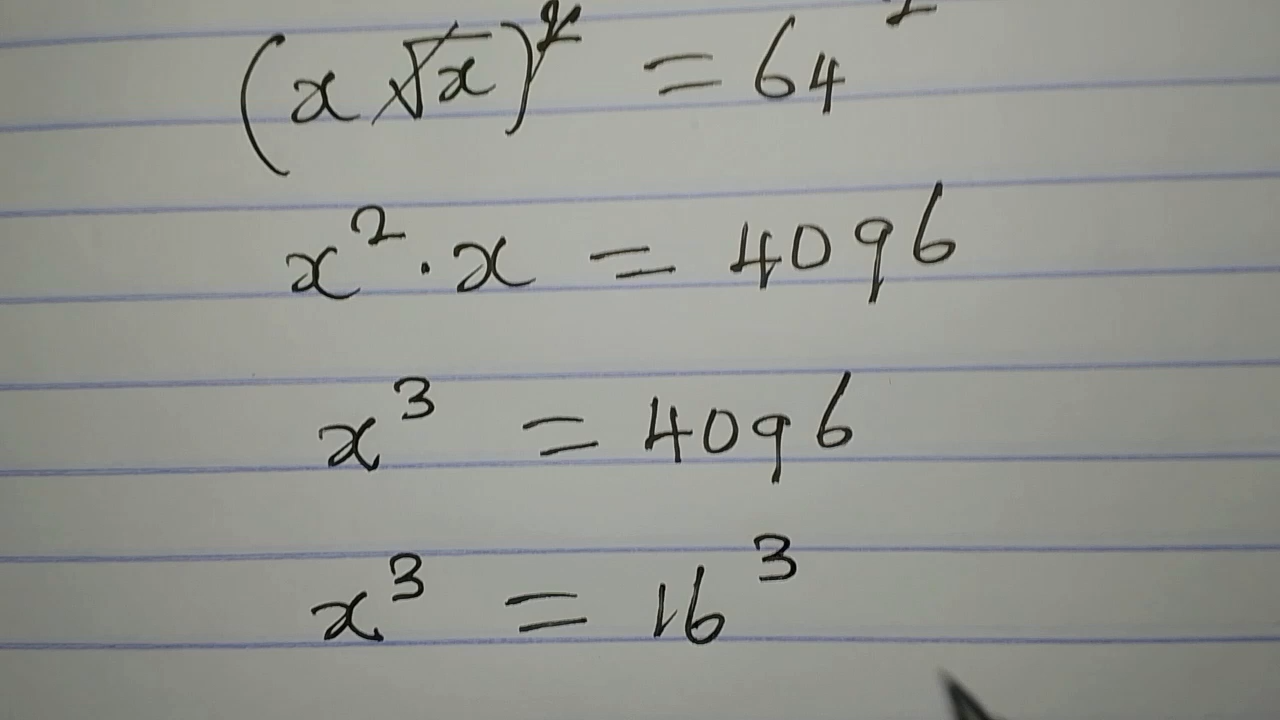 (x√x)² = 64²
x² · x = 4096
x³ = 4096
x³ = 16³